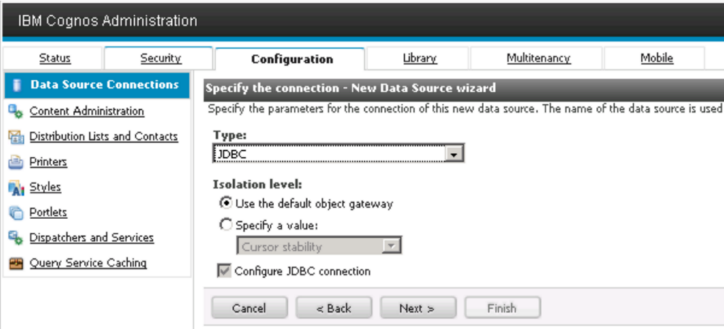 IBM Cognos Administration
Status Security Configuration Library Multitenancy Mobile
Data Source Connections
Content Administration
Distribution Lists and Contacts
Printers
Styles
Portlets
Dispatchers and Services
Query Service Caching
Specify the connection - New Data Source wizard
Specify the parameters for the connection of this new data source. The name of the data source is used
Type:
JDBC
Isolation level:
Use the default object gateway
Specify a value:
Cursor stability
Configure JDBC connection
Cancel < Back Next > Finish